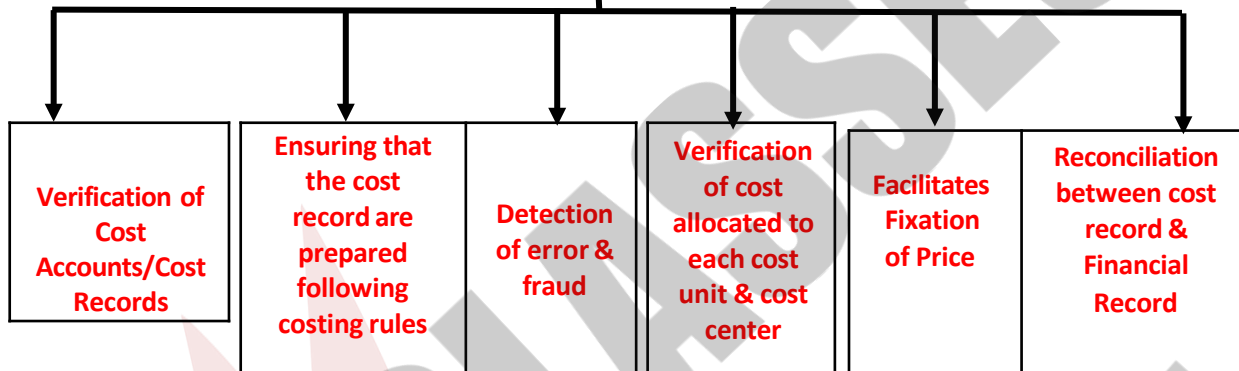 Verification of
Cost
Accounts/Cost
Records
Ensuring that
the cost
record are
prepared
following
costing rules
Detection
of error &
fraud
Verification
of cost
allocated to
each cost
unit & cost
center
Facilitates
Fixation
of Price
Reconciliation
between cost
record &
Financial
Record